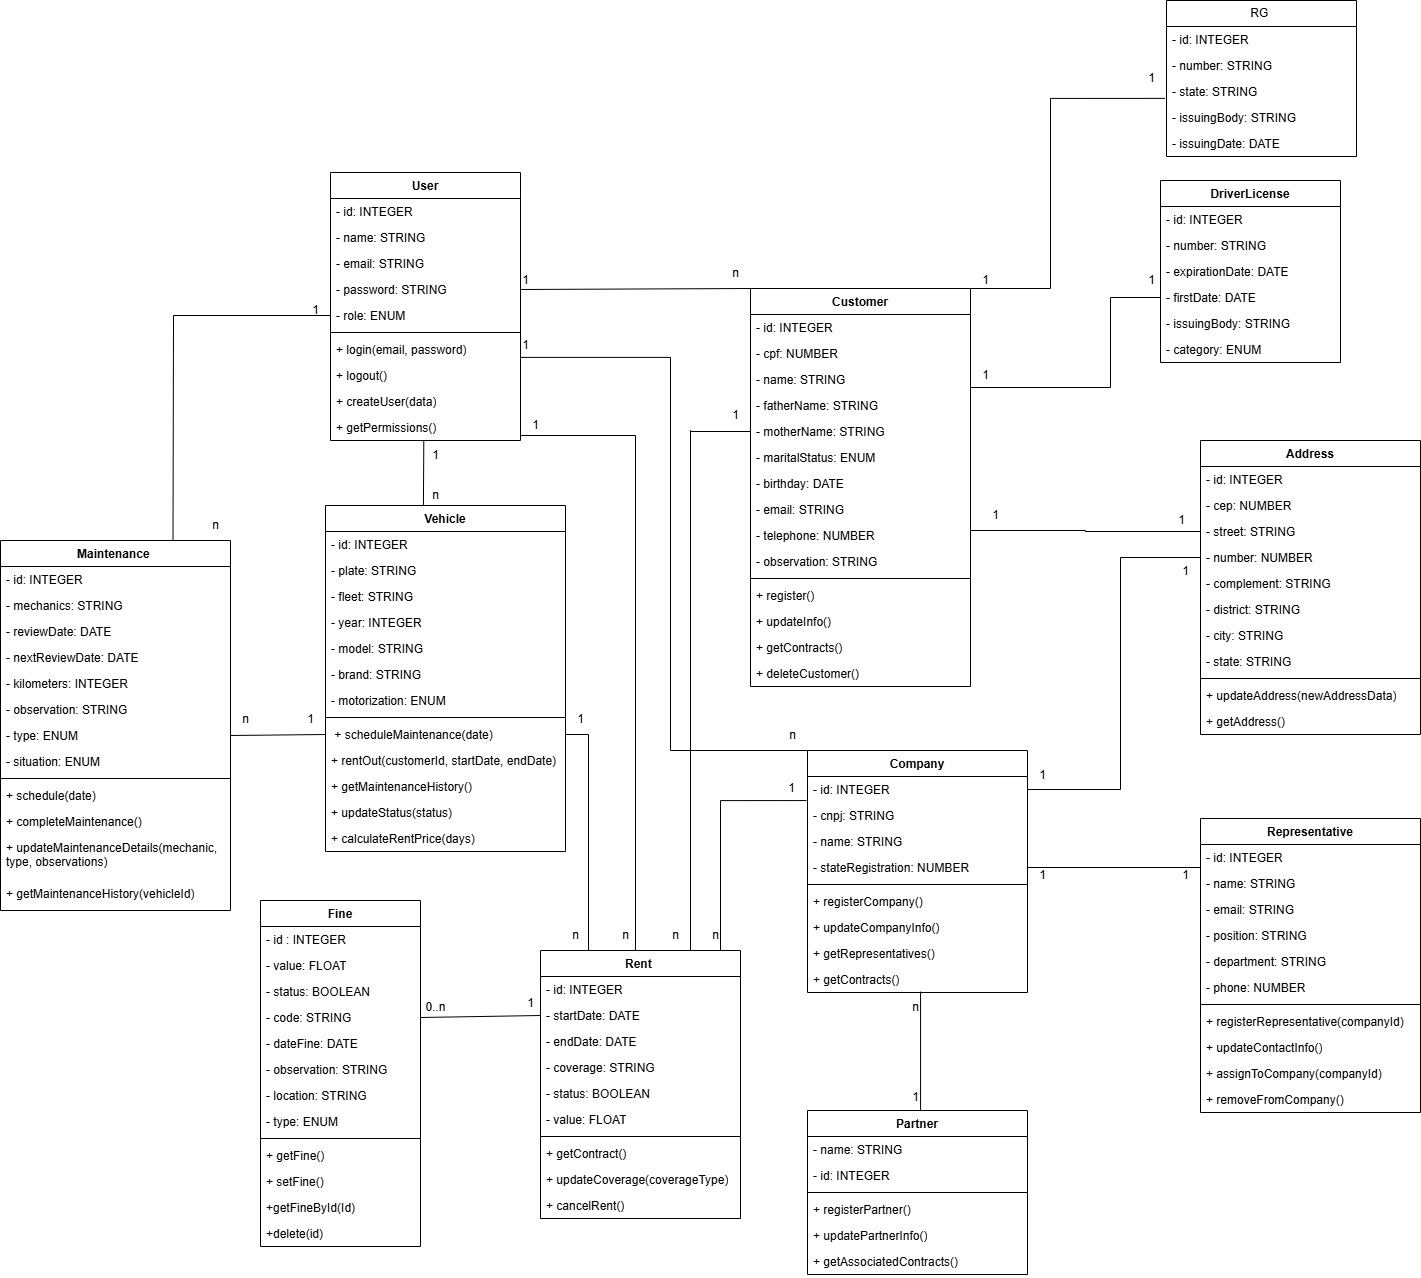 RG
- id: INTEGER
- number: STRING
- state: STRING
- issuingBody: STRING
- issuingDate: DATE
1
1
DriverLicense
- id: INTEGER
- number: STRING
- expirationDate: DATE
- firstDate: DATE
- issuingBody: STRING
- category: ENUM
1
1
User
- id: INTEGER
- name: STRING
- email: STRING
- password: STRING
- role: ENUM
+ login(email, password)
+ logout()
+ createUser(data)
+ getPermissions()
1
1
n
1
1
1
n
n
Customer
- id: INTEGER
- cpf: NUMBER
- name: STRING
- fatherName: STRING
- motherName: STRING
- maritalStatus: ENUM
- birthday: DATE
- email: STRING
- telephone: NUMBER
- observation: STRING
+ register()
+ updateInfo()
+ getContracts()
+ deleteCustomer()
1
1
1
Address
- id: INTEGER
- cep: NUMBER
- street: STRING
- number: NUMBER
- complement: STRING
- district: STRING
- city: STRING
- state: STRING
+ updateAddress(newAddressData)
+ getAddress()
1
Vehicle
- id: INTEGER
- plate: STRING
- fleet: STRING
- year: INTEGER
- model: STRING
- brand: STRING
- motorization: ENUM
+ scheduleMaintenance(date)
+ rentOut(customerId, startDate, endDate)
+ getMaintenanceHistory()
+ updateStatus(status)
+ calculateRentPrice(days)
n
1
1
Maintenance
- id: INTEGER
- mechanics: STRING
- reviewDate: DATE
- nextReviewDate: DATE
- kilometers: INTEGER
- observation: STRING
- type: ENUM
- situation: ENUM
+ schedule(date)
+ completeMaintenance()
+ updateMaintenanceDetails(mechanic,
type, observations)
+ getMaintenanceHistory(vehicleId)
n
1
1
Company
- id: INTEGER
- cnpj: STRING
- name: STRING
- stateRegistration: NUMBER
+ registerCompany()
+ updateCompanyInfo()
+ getRepresentatives()
+ getContracts()
1
1
n
Representative
- id: INTEGER
- name: STRING
- email: STRING
- position: STRING
- department: STRING
- phone: NUMBER
+ registerRepresentative(companyId)
+ updateContactInfo()
+ assignToCompany(companyId)
+ removeFromCompany()
Fine
- id : INTEGER
- value: FLOAT
- status: BOOLEAN
- code: STRING
- dateFine: DATE
- observation: STRING
- location: STRING
- type: ENUM
+ getFine()
+ setFine()
+getFineById(Id)
+delete(id)
0..n
1
n
n
n
n
Rent
- id: INTEGER
- startDate: DATE
- endDate: DATE
- coverage: STRING
- status: BOOLEAN
- value: FLOAT
+ getContract()
+ updateCoverage(coverageType)
+ cancelRent()
1
Partner
- name: STRING
- id: INTEGER
+ registerPartner()
+ updatePartnerInfo()
+ getAssociatedContracts()